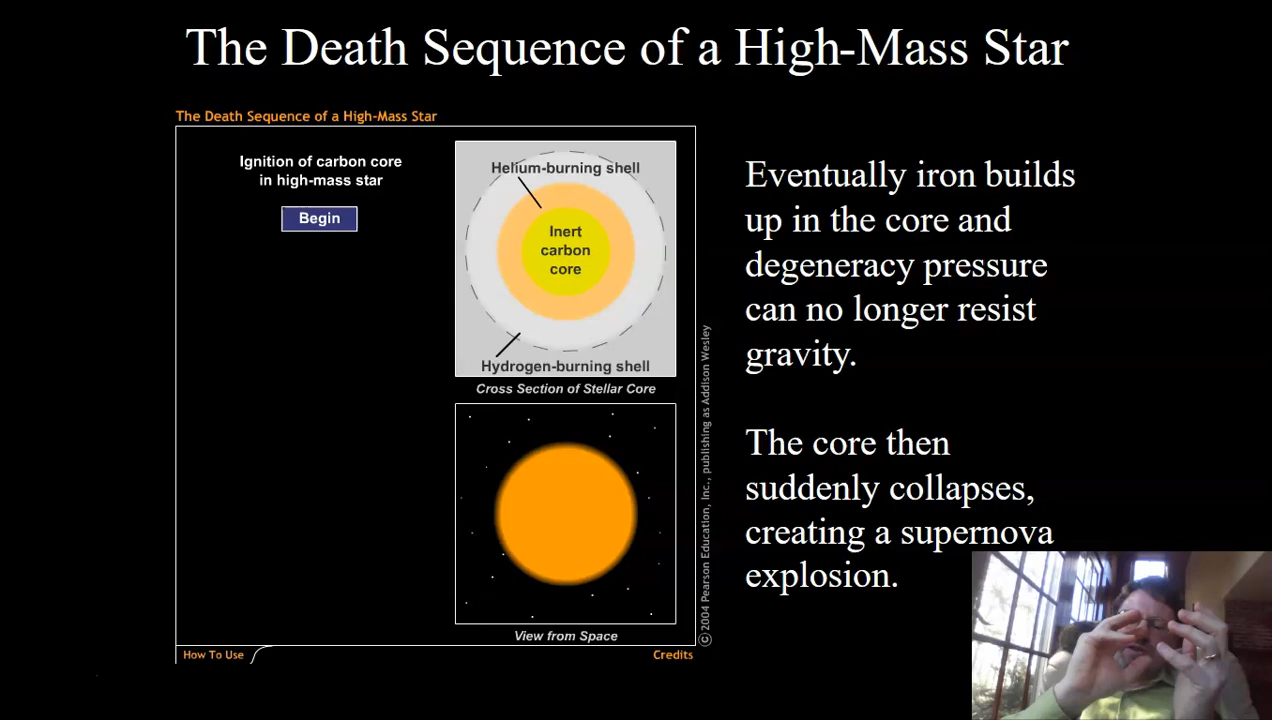 The Death Sequence of a High-Mass Star
The Death Sequence of a High-Mass Star
Ignition of carbon core
in high-mass star
Begin
Helium-burning shell
Inert
carbon
core
Hydrogen-burning shell
Cross Section of Stellar Core
View from Space
How To Use
Credits
© 2004 Pearson Education, Inc., publishing as Addison Wesley
Eventually iron builds
up in the core and
degeneracy pressure
can no longer resist
gravity.
The core then
suddenly collapses,
creating a supernova
explosion.